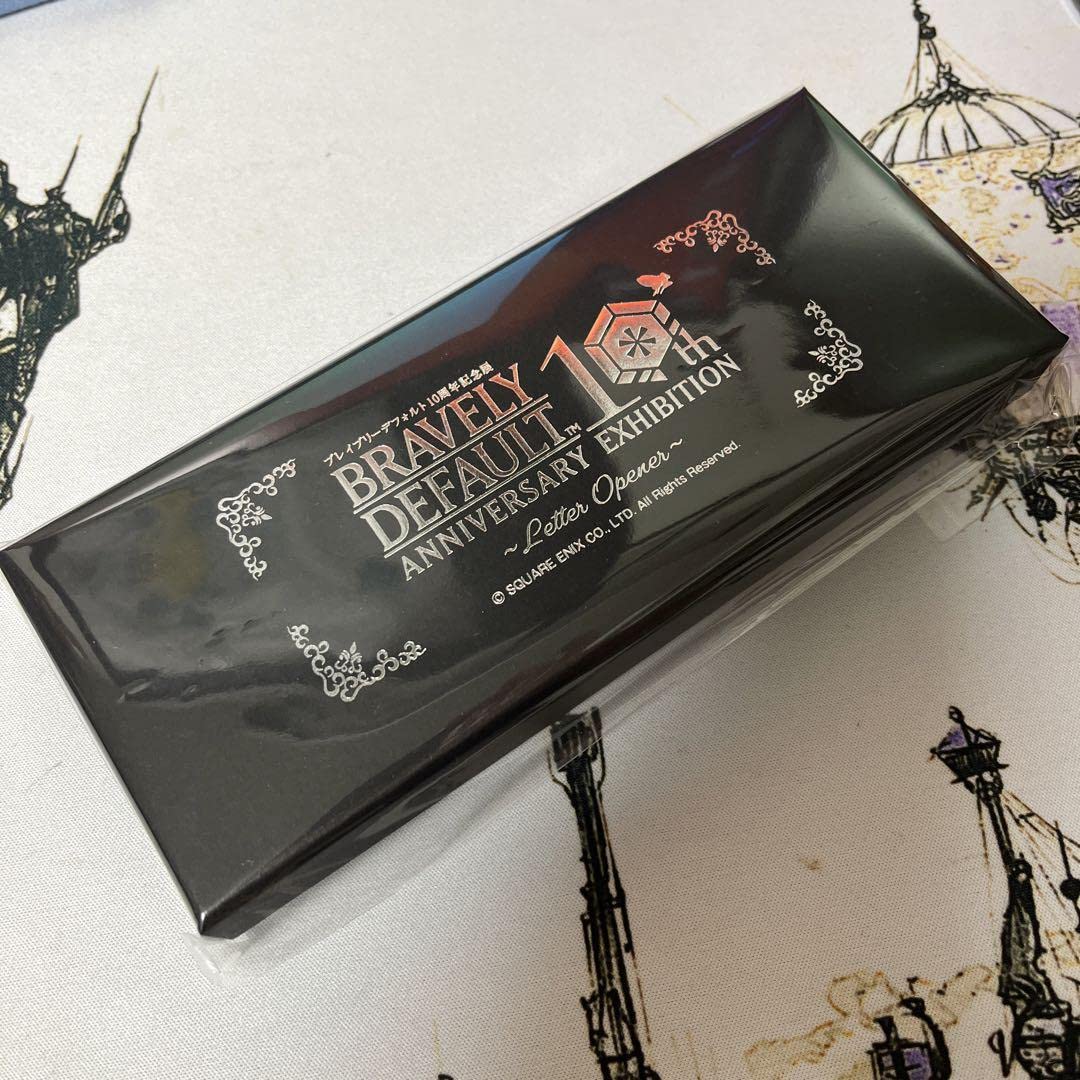 ブレイブリーデフォルト10周年記念展
BRAVELY
DEFAULT™ 10th
ANNIVERSARY EXHIBITION
~Letter Opener~
© SQUARE ENIX CO., LTD. All Rights Reserved.